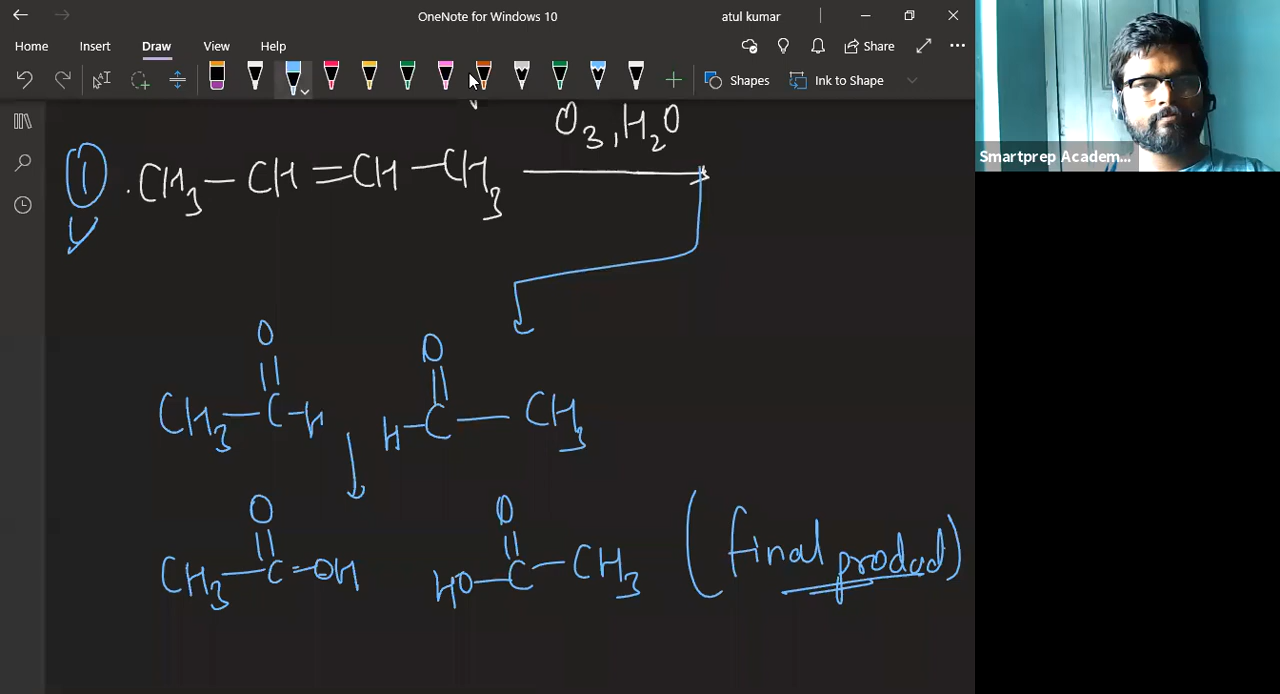 OneNote for Windows 10
atul kumar
Home Insert Draw View Help
Share
Shapes
Ink to Shape
O3, H2O
① CH3 — CH = CH — CH3
O O
CH3 — C — H H — C — CH3
O O
CH3 — C = OH HO — C — CH3 (final product)
Smartprep Academ...